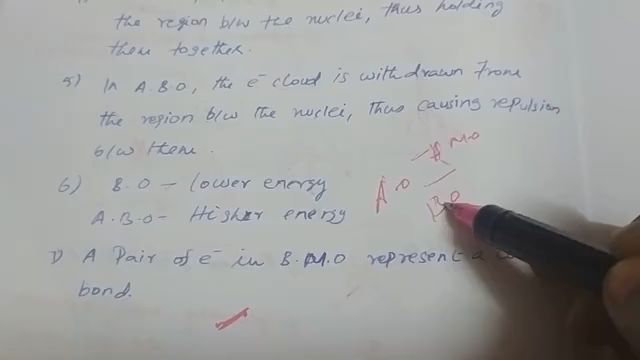 the region b/w the nuclei, thus holding
them together.
5) In A.B.O, the e⁻ cloud is withdrawn from
the region b/w the nuclei, thus causing repulsion
b/w them.
6) B.O - Lower energy
A.B.O - Higher energy
A.O
M.O
B.O
7) A Pair of e⁻ in B.M.O represent a
bond.